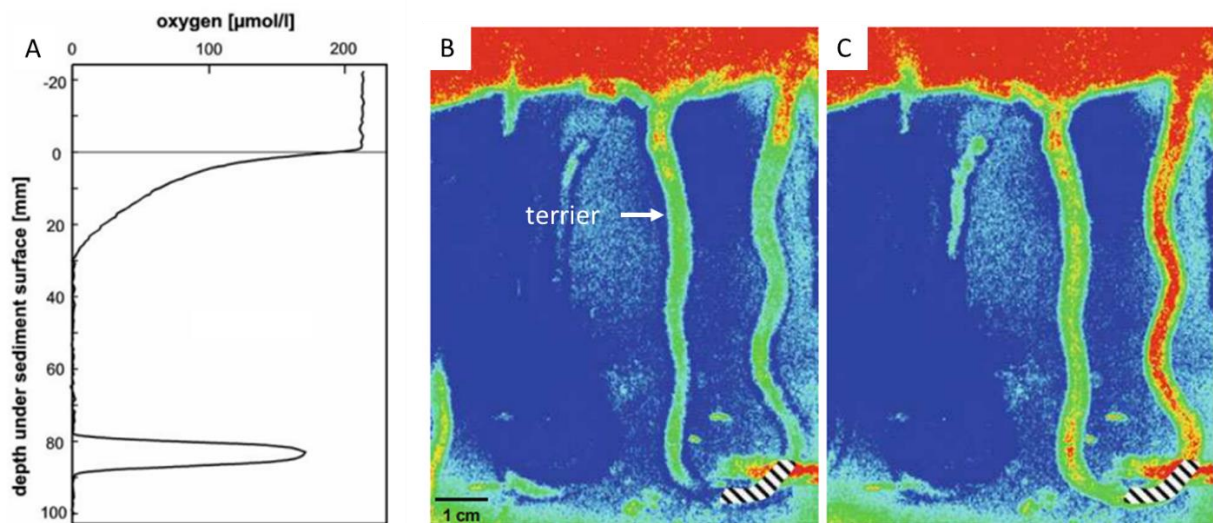 A
oxygen [µmol/l]
0
100
200
-20
0
20
40
60
80
100
depth under sediment surface [mm]
B
terrier
1 cm
C